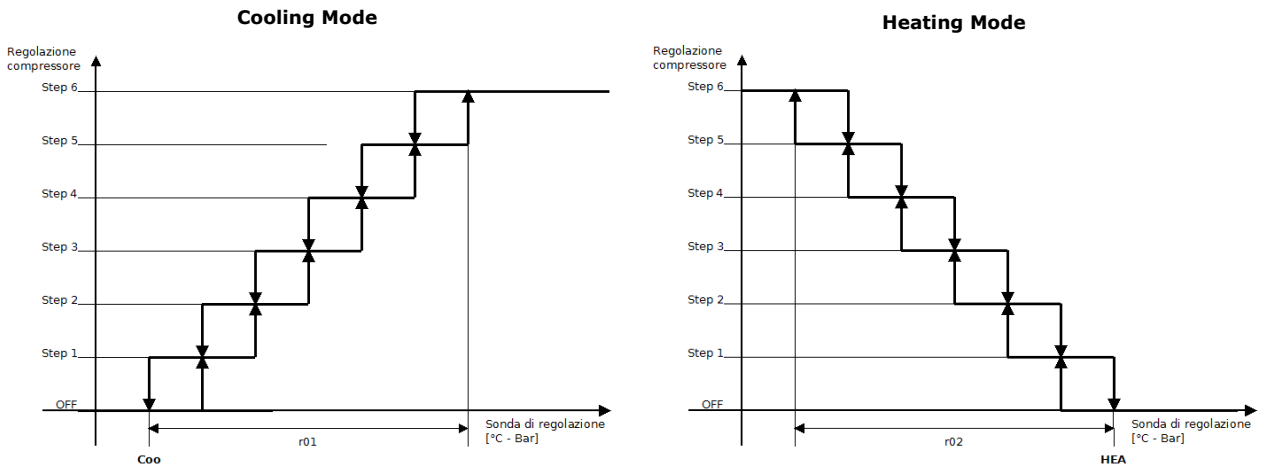 Cooling Mode
Regolazione
compressore
Step 6
Step 5
Step 4
Step 3
Step 2
Step 1
OFF
Sonda di regolazione
[°C - Bar]
r01
Coo
Heating Mode
Regolazione
compressore
Step 6
Step 5
Step 4
Step 3
Step 2
Step 1
OFF
Sonda di regolazione
[°C - Bar]
r02
HEA